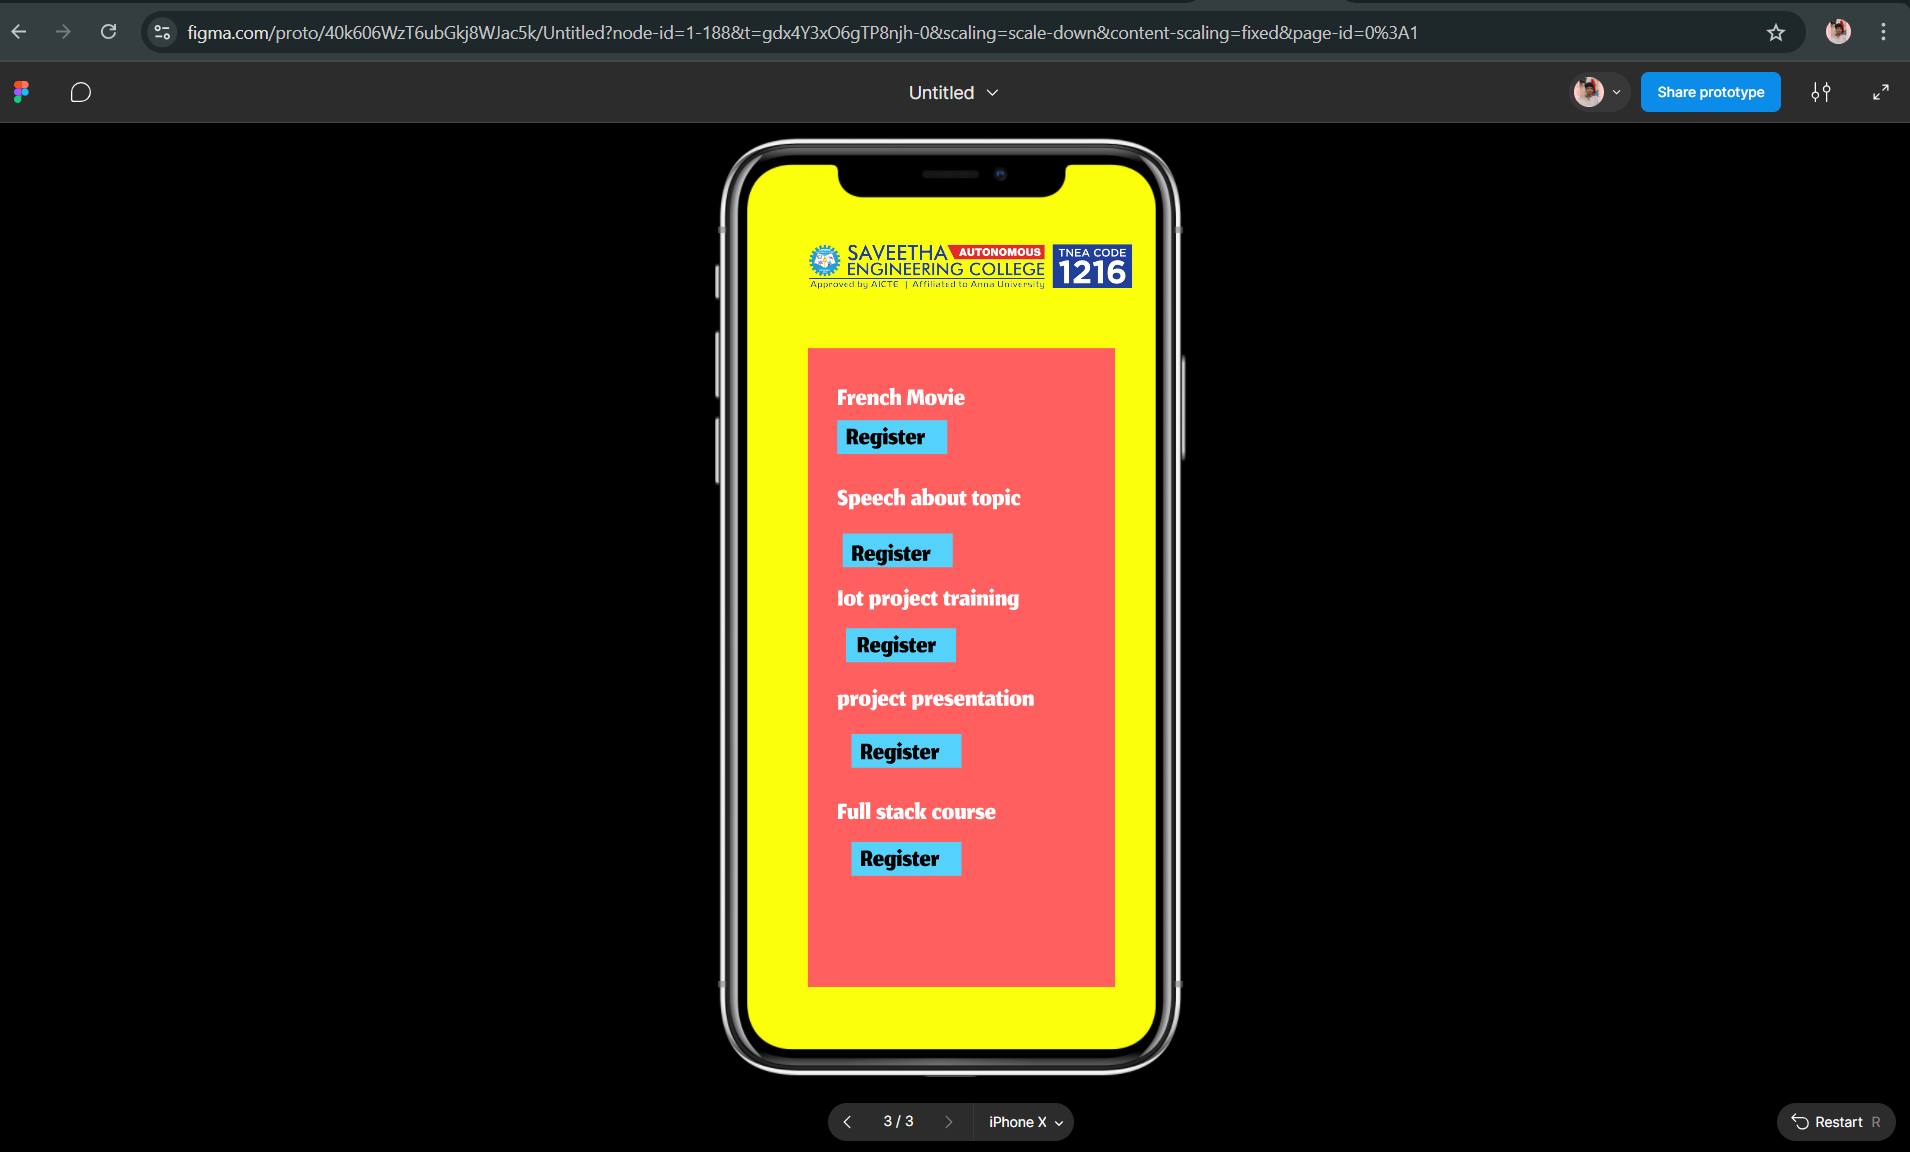 figma.com/proto/40k606WzT6ubGkj8WJac5k/Untitled?node-id=1-188&t=gdx4Y3xO6gTP8njh-0&scaling=scale-down&content-scaling=fixed&page-id=0%3A1
Untitled
Share prototype
SAVEETHA AUTONOMOUS
ENGINEERING COLLEGE
Approved by AICTE | Affiliated to Anna University
TNEA CODE
1216
French Movie
Register
Speech about topic
Register
Iot project training
Register
project presentation
Register
Full stack course
Register
3 / 3
iPhone X
Restart R